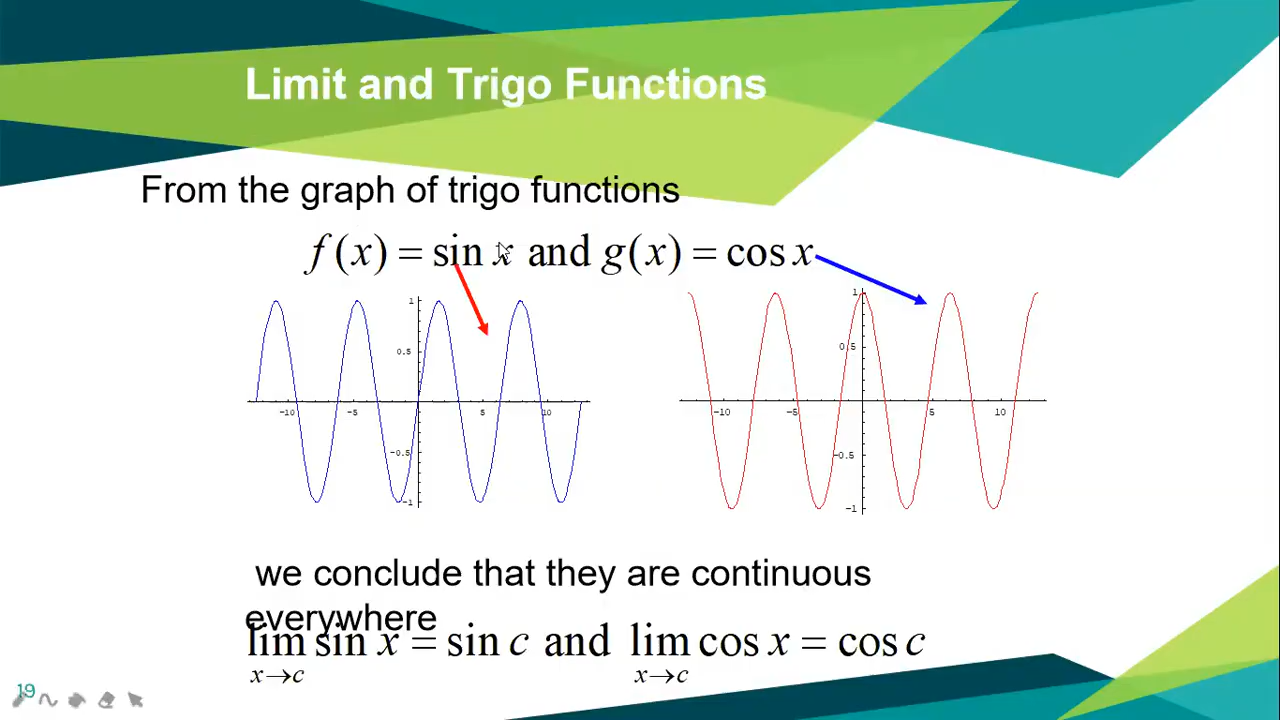 Limit and Trigo Functions
From the graph of trigo functions
f(x) = sin x and g(x) = cos x
1
0.5
-10 -5 5 10
-0.5
-1
1
0.5
-10 -5 5 10
-0.5
-1
we conclude that they are continuous
everywhere
lim sin x = sin c and lim cos x = cos c
x→c x→c
19